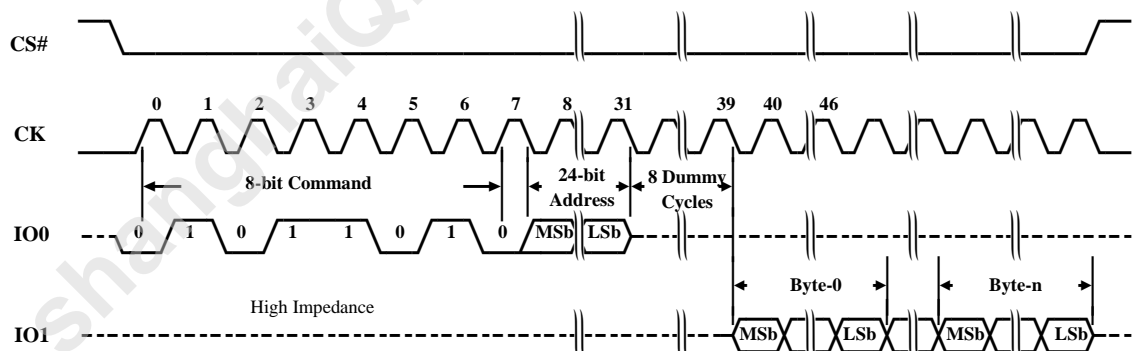 shanghaiQ
CS#
0 1 2 3 4 5 6 7 8 31 39 40 46
CK
8-bit Command
24-bit
Address
8 Dummy
Cycles
IO0
0 1 0 1 1 0 1 0 MSb LSb
Byte-0 Byte-n
High Impedance
IO1
MSb LSb MSb LSb